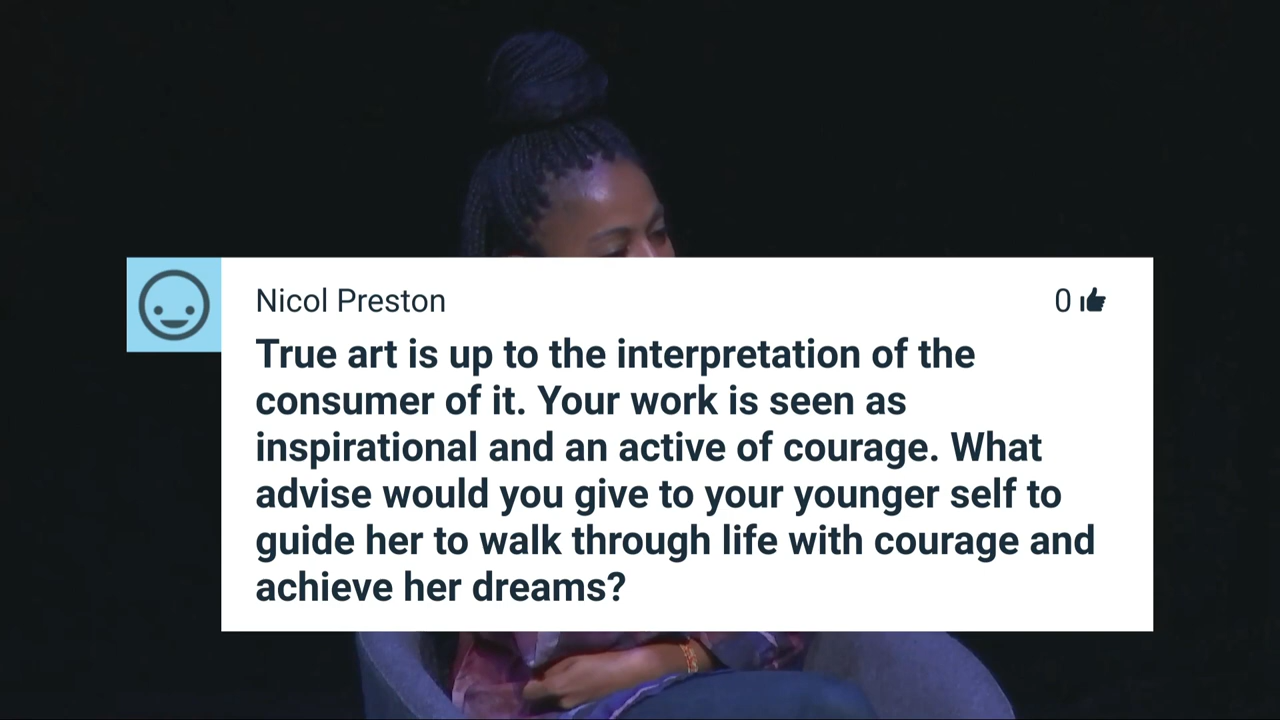 Nicol Preston
0
True art is up to the interpretation of the
consumer of it. Your work is seen as
inspirational and an active of courage. What
advise would you give to your younger self to
guide her to walk through life with courage and
achieve her dreams?